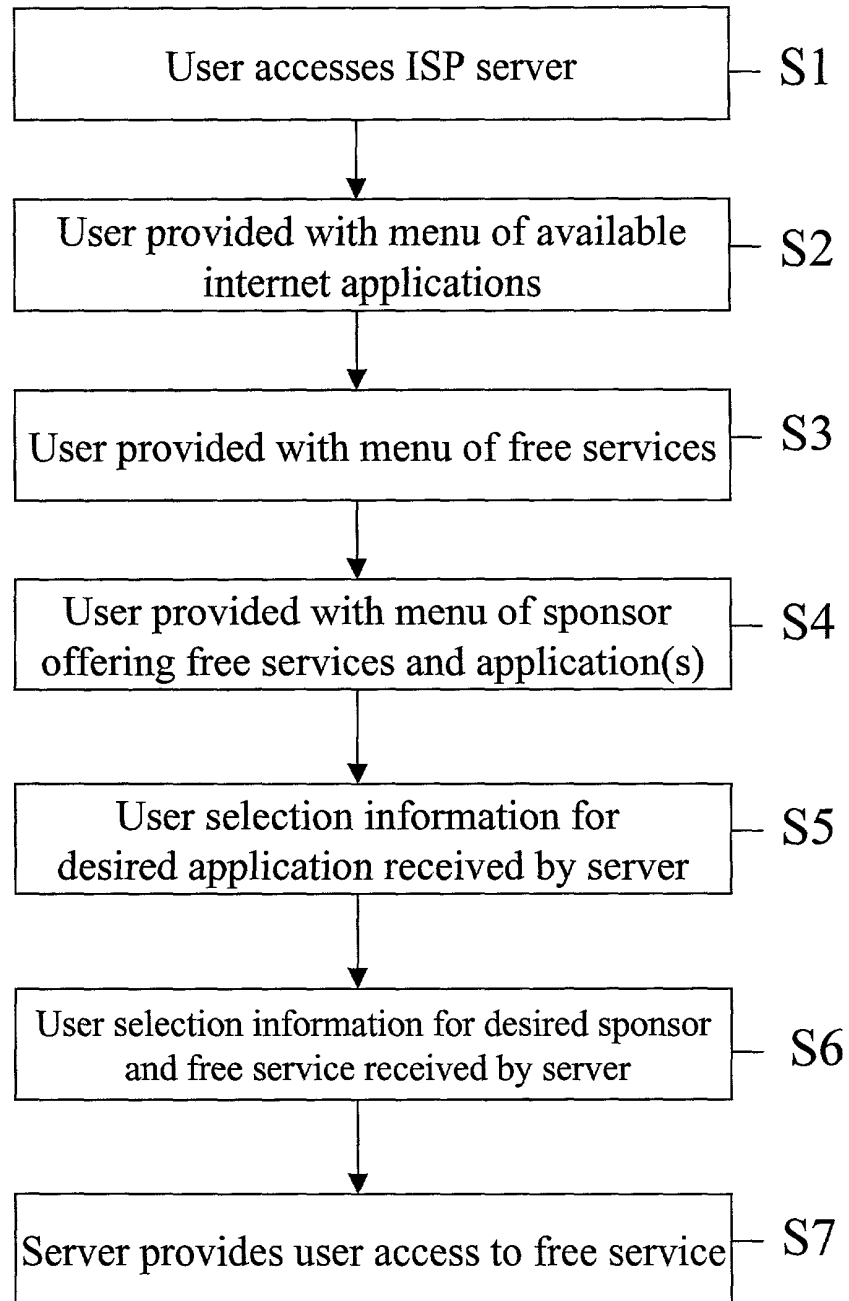 User accesses ISP server
S1
User provided with menu of available
internet applications
S2
User provided with menu of free services
S3
User provided with menu of sponsor
offering free services and application(s)
S4
User selection information for
desired application received by server
S5
User selection information for desired sponsor
and free service received by server
S6
Server provides user access to free service
S7